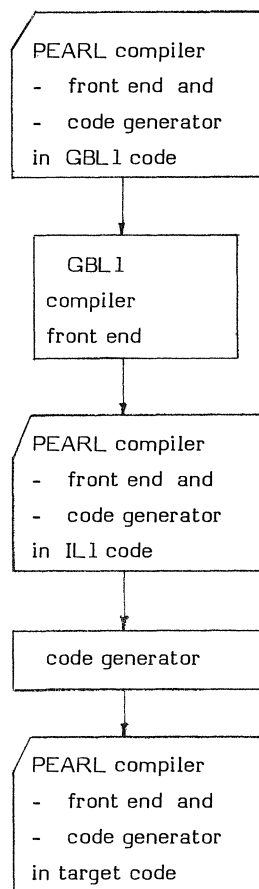 PEARL compiler
- front end and
- code generator
in GBL1 code
GBL1
compiler
front end
PEARL compiler
- front end and
- code generator
in IL1 code
code generator
PEARL compiler
- front end and
- code generator
in target code